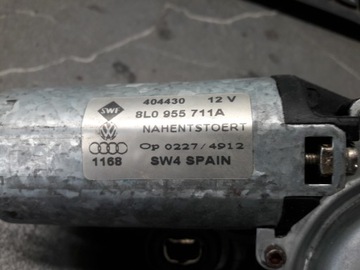 SWF 404430 12 V
8L0 955 711A
NAHENTSTOERT
Op 0227/4912
1168 SW4 SPAIN